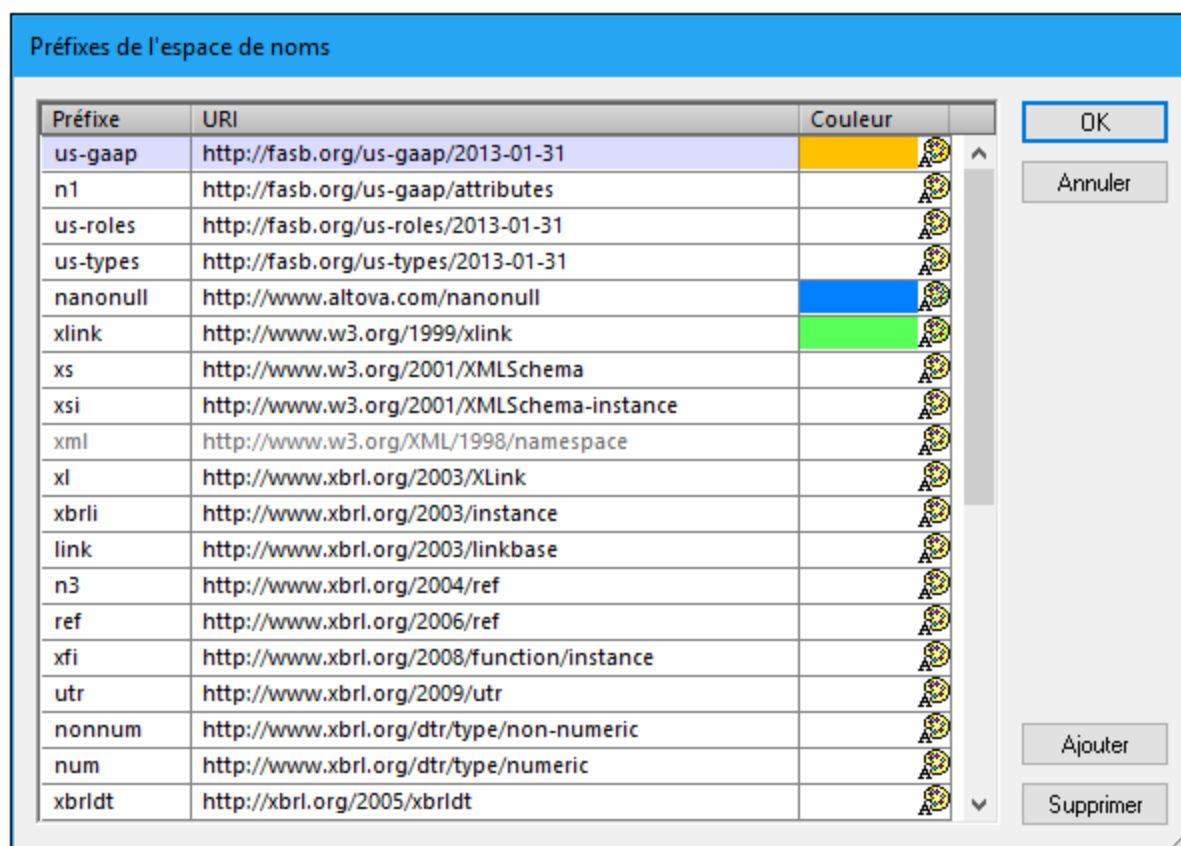 Préfixes de l'espace de noms
Préfixe URI Couleur
OK
us-gaap http://fasb.org/us-gaap/2013-01-31
n1 http://fasb.org/us-gaap/attributes
Annuler
us-roles http://fasb.org/us-roles/2013-01-31
us-types http://fasb.org/us-types/2013-01-31
nanonull http://www.altova.com/nanonull
xlink http://www.w3.org/1999/xlink
xs http://www.w3.org/2001/XMLSchema
xsi http://www.w3.org/2001/XMLSchema-instance
xml http://www.w3.org/XML/1998/namespace
xl http://www.xbrl.org/2003/XLink
xbrli http://www.xbrl.org/2003/instance
link http://www.xbrl.org/2003/linkbase
n3 http://www.xbrl.org/2004/ref
ref http://www.xbrl.org/2006/ref
xfi http://www.xbrl.org/2008/function/instance
utr http://www.xbrl.org/2009/utr
nonnum http://www.xbrl.org/dtr/type/non-numeric
num http://www.xbrl.org/dtr/type/numeric
Ajouter
xbrldt http://xbrl.org/2005/xbrldt
Supprimer